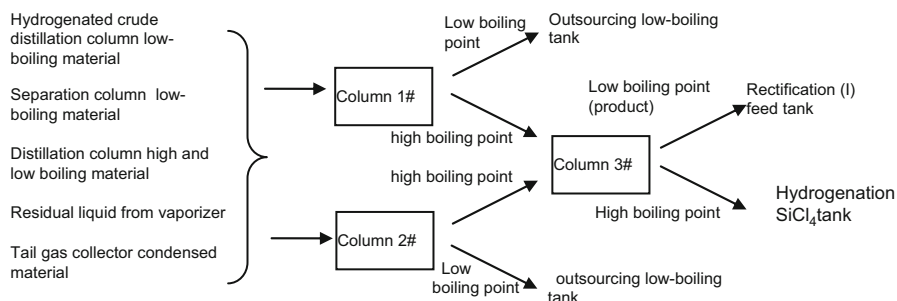 Hydrogenated crude
distillation column low-
boiling material
Separation column low-
boiling material
Distillation column high and
low boiling material
Residual liquid from vaporizer
Tail gas collector condensed
material
Column 1#
Low boiling
point
Outsourcing low-boiling
tank
high boiling point
Column 2#
high boiling point
Low
boiling point
outsourcing low-boiling
tank
Column 3#
Low boiling point
(product)
Rectification (I)
feed tank
High boiling point
Hydrogenation
SiCl4tank